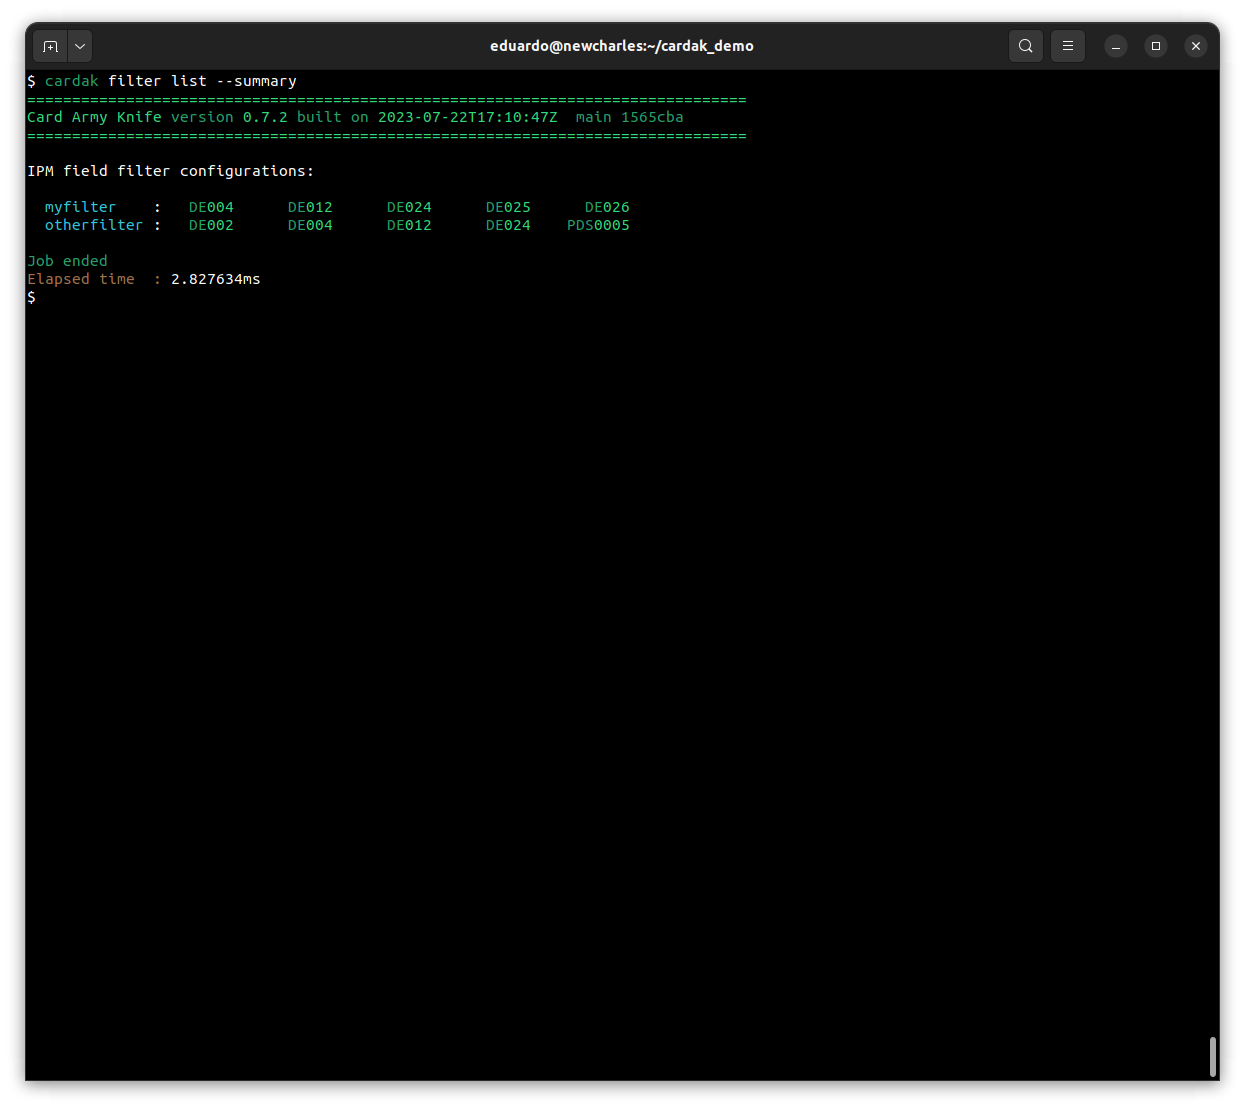 eduardo@newcharles:~/cardak_demo
$ cardak filter list --summary
================================================================================
Card Army Knife version 0.7.2 built on 2023-07-22T17:10:47Z  main 1565cba
================================================================================
IPM field filter configurations:
  myfilter    :   DE004      DE012      DE024      DE025      DE026
  otherfilter :   DE002      DE004      DE012      DE024    PDS0005
Job ended
Elapsed time  : 2.827634ms
$